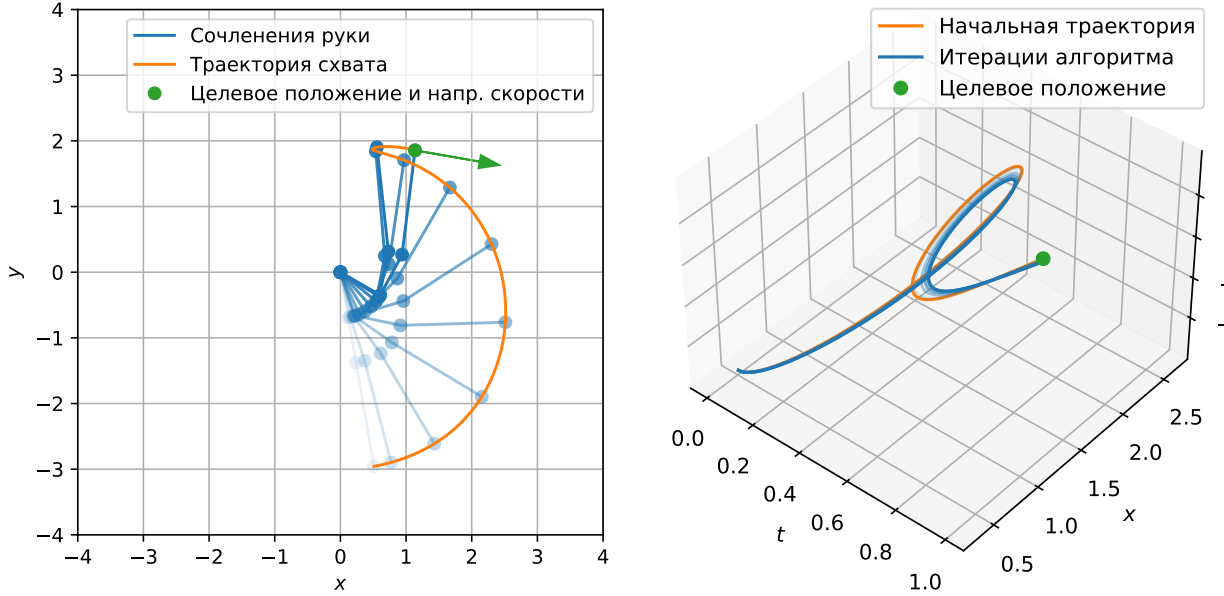 Сочленения руки
Траектория схвата
Целевое положение и напр. скорости
4
3
2
1
0
−1
−2
−3
−4
y
−4 −3 −2 −1 0 1 2 3 4
x
Начальная траектория
Итерации алгоритма
Целевое положение
0.0 0.2 0.4 0.6 0.8 1.0
t
0.5 1.0 1.5 2.0 2.5
x